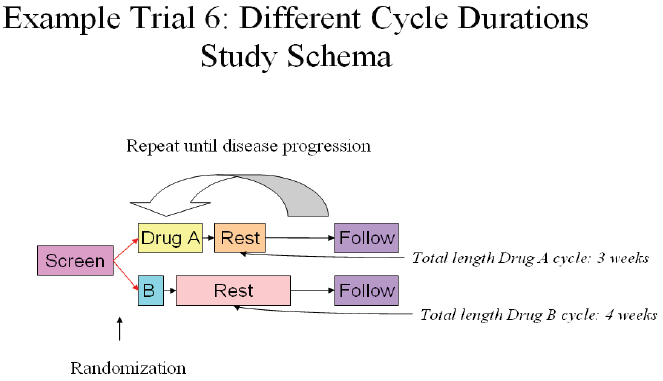 Example Trial 6: Different Cycle Durations
Study Schema
Repeat until disease progression
Drug A
Rest
Follow
Screen
Total length Drug A cycle: 3 weeks
B
Rest
Follow
Total length Drug B cycle: 4 weeks
Randomization